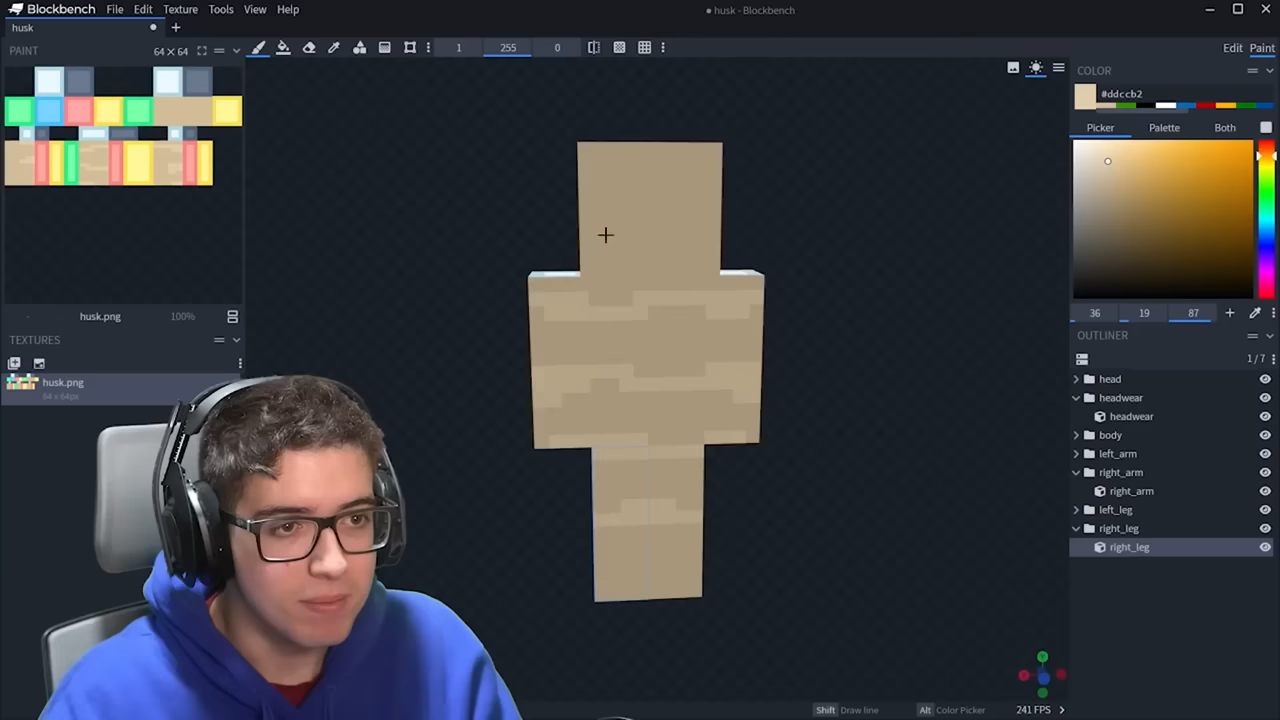 Blockbench File Edit Texture Tools View Help
• husk - Blockbench
husk
PAINT 64 × 64
1 255 0
Edit Paint
COLOR
#ddccb2
Picker Palette Both
36 19 87
husk.png 100%
OUTLINER
TEXTURES
1/7
husk.png
64 x 64px
head
headwear
headwear
body
left_arm
right_arm
right_arm
left_leg
right_leg
right_leg
Shift Draw line Alt Color Picker 241 FPS